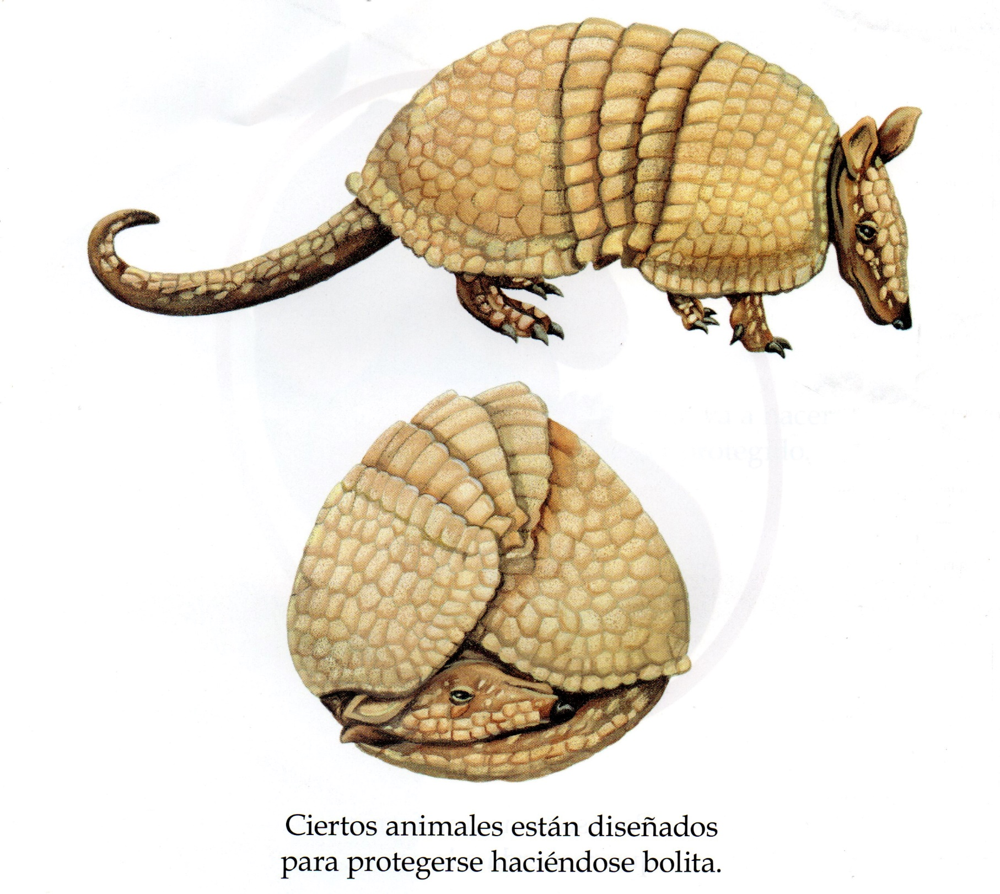 Ciertos animales están diseñados
para protegerse haciéndose bolita.